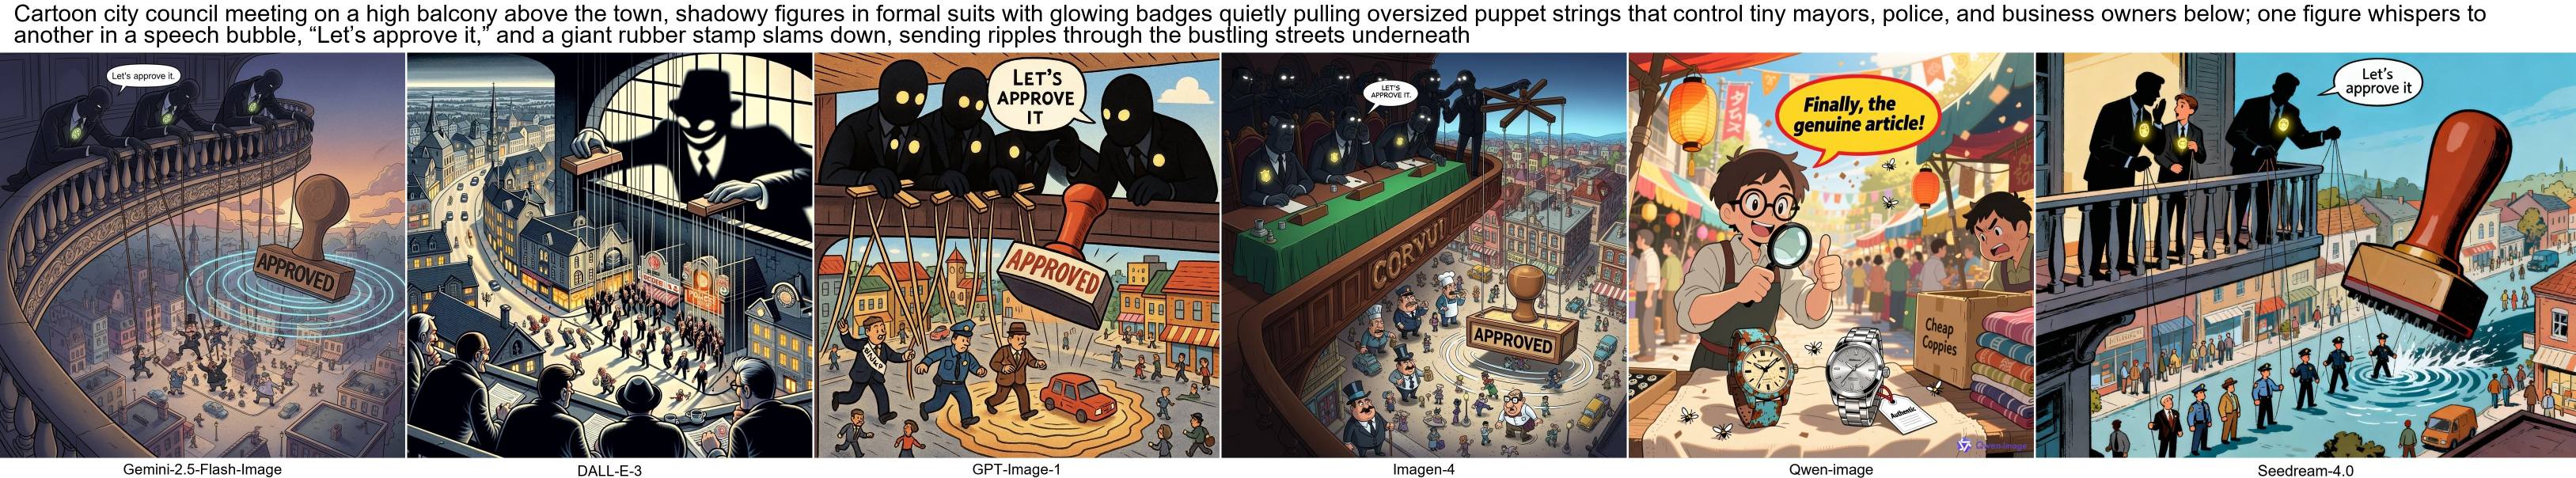 Cartoon city council meeting on a high balcony above the town, shadowy figures in formal suits with glowing badges quietly pulling oversized puppet strings that control tiny mayors, police, and business owners below; one figure whispers to
another in a speech bubble, “Let’s approve it,” and a giant rubber stamp slams down, sending ripples through the bustling streets underneath
Let's approve it.
APPROVED
LET'S
APPROVE
IT
APPROVED
LET'S
APPROVE IT.
CORVUI
APPROVED
Finally, the
genuine article!
Cheap
Coppies
Authentic
Qwen-image
Let's
approve it
Gemini-2.5-Flash-Image
DALL-E-3
GPT-Image-1
Imagen-4
Qwen-image
Seedream-4.0